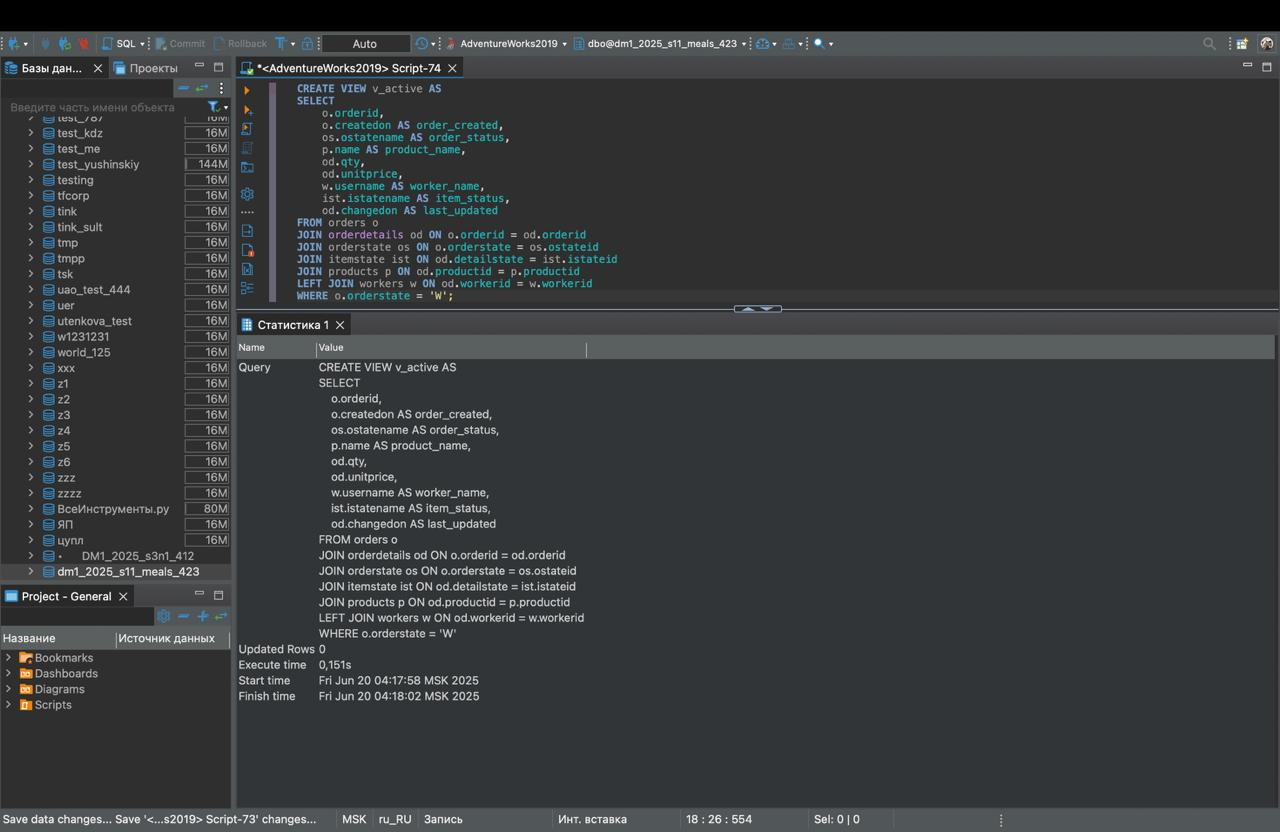 SQL Commit Rollback T Auto AdventureWorks2019 dbo@dm1_2025_s11_meals_423
Базы дан... Проекты
Введите часть имени объекта
test_787 16M
test_kdz 16M
test_me 16M
test_yushinskiy 144M
testing 16M
tfcorp 16M
tink 16M
tink_sult 16M
tmp 16M
tmpp 16M
tsk 16M
uao_test_444 16M
uer 16M
utenkova_test 16M
w1231231 16M
world_125 16M
xxx 16M
z1 16M
z2 16M
z3 16M
z4 16M
z5 16M
z6 16M
zzz 16M
zzzz 16M
ВсеИнструменты.ру 80M
ЯП 16M
цупл 16M
DM1_2025_s3n1_412
dm1_2025_s11_meals_423
Project - General
Название Источник данных
Bookmarks
Dashboards
Diagrams
Scripts
*<AdventureWorks2019> Script-74
CREATE VIEW v_active AS
SELECT
o.orderid,
o.createdon AS order_created,
os.ostatename AS order_status,
p.name AS product_name,
od.qty,
od.unitprice,
w.username AS worker_name,
ist.istatename AS item_status,
od.changedon AS last_updated
FROM orders o
JOIN orderdetails od ON o.orderid = od.orderid
JOIN orderstate os ON o.orderstate = os.ostateid
JOIN itemstate ist ON od.detailstate = ist.istateid
JOIN products p ON od.productid = p.productid
LEFT JOIN workers w ON od.workerid = w.workerid
WHERE o.orderstate = 'W';
Статистика 1
Name Value
Query CREATE VIEW v_active AS
SELECT
o.orderid,
o.createdon AS order_created,
os.ostatename AS order_status,
p.name AS product_name,
od.qty,
od.unitprice,
w.username AS worker_name,
ist.istatename AS item_status,
od.changedon AS last_updated
FROM orders o
JOIN orderdetails od ON o.orderid = od.orderid
JOIN orderstate os ON o.orderstate = os.ostateid
JOIN itemstate ist ON od.detailstate = ist.istateid
JOIN products p ON od.productid = p.productid
LEFT JOIN workers w ON od.workerid = w.workerid
WHERE o.orderstate = 'W'
Updated Rows 0
Execute time 0,151s
Start time Fri Jun 20 04:17:58 MSK 2025
Finish time Fri Jun 20 04:18:02 MSK 2025
Save data changes... Save '<...s2019> Script-73' changes... MSK ru_RU Запись Инт. вставка 18 : 26 : 554 Sel: 0 | 0